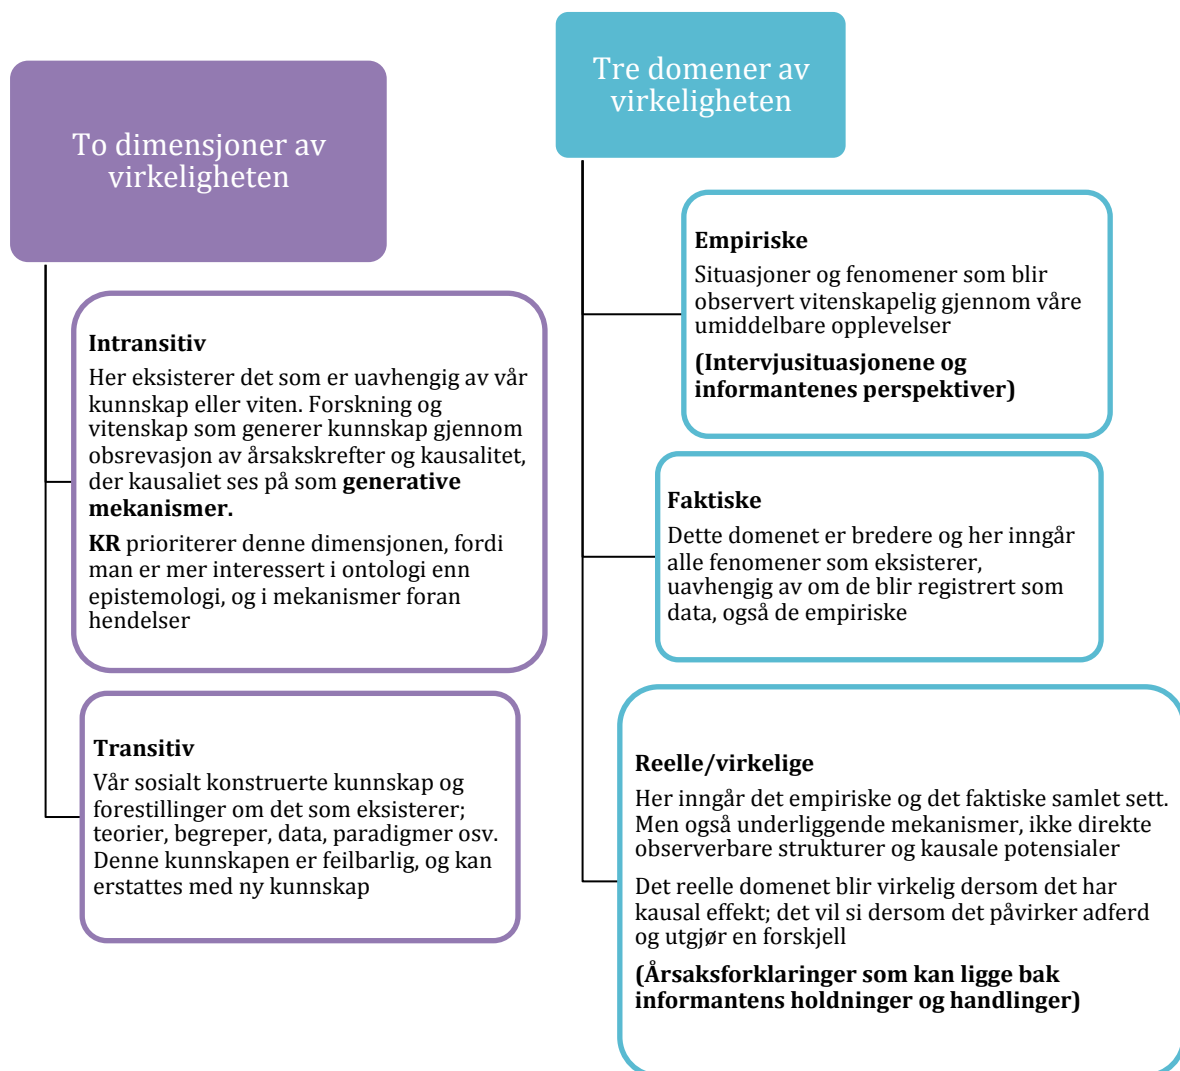 To dimensjoner av
virkeligheten
Intransitiv
Her eksisterer det som er uavhengig av vår
kunnskap eller viten. Forskning og
vitenskap som generer kunnskap gjennom
obsrevasjon av årsakskrefter og kausalitet,
der kausaliet ses på som generative
mekanismer.
KR prioriterer denne dimensjonen, fordi
man er mer interessert i ontologi enn
epistemologi, og i mekanismer foran
hendelser
Transitiv
Vår sosialt konstruerte kunnskap og
forestillinger om det som eksisterer;
teorier, begreper, data, paradigmer osv.
Denne kunnskapen er feilbarlig, og kan
erstattes med ny kunnskap
Tre domener av
virkeligheten
Empiriske
Situasjoner og fenomener som blir
observert vitenskapelig gjennom våre
umiddelbare opplevelser
(Intervjusituasjonene og
informantenes perspektiver)
Faktiske
Dette domenet er bredere og her inngår
alle fenomener som eksisterer,
uavhengig av om de blir registrert som
data, også de empiriske
Reelle/virkelige
Her inngår det empiriske og det faktiske samlet sett.
Men også underliggende mekanismer, ikke direkte
observerbare strukturer og kausale potensialer
Det reelle domenet blir virkelig dersom det har
kausal effekt; det vil si dersom det påvirker adferd
og utgjør en forskjell
(Årsaksforklaringer som kan ligge bak
informantens holdninger og handlinger)